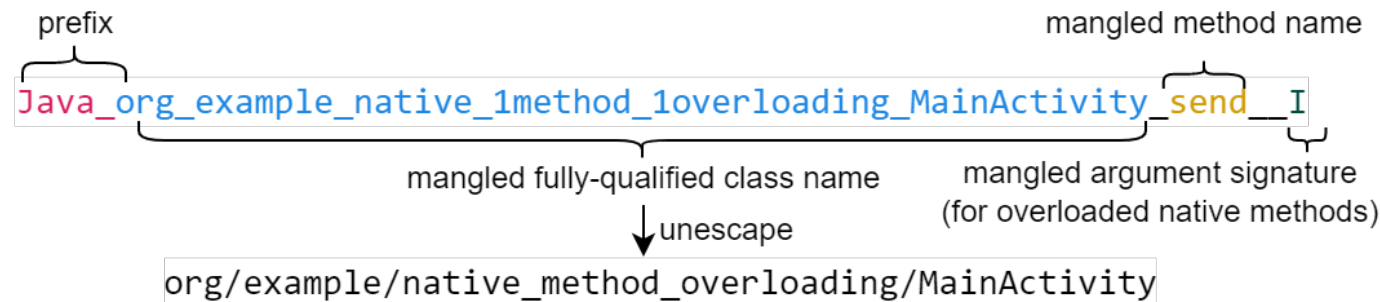 prefix
mangled method name
Java_org_example_native_1method_1overloading_MainActivity_send__I
mangled fully-qualified class name
mangled argument signature
(for overloaded native methods)
unescape
org/example/native_method_overloading/MainActivity